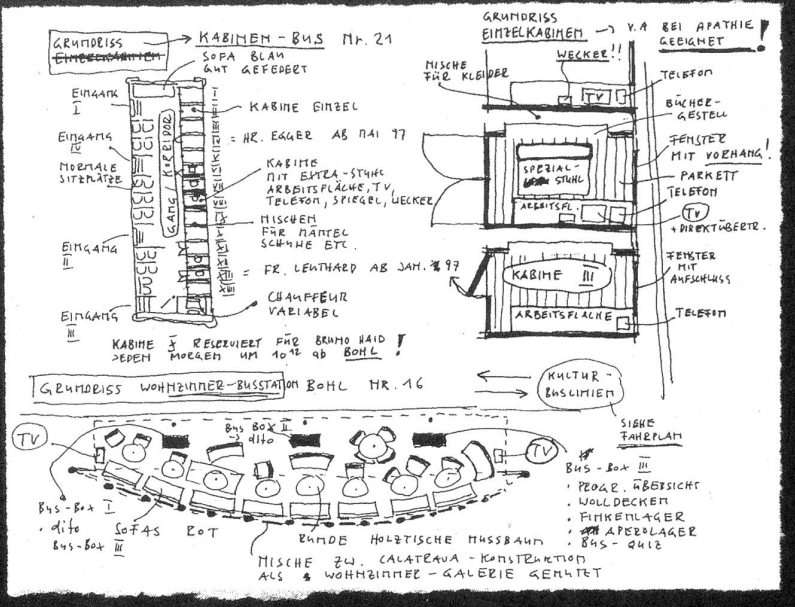 GRUNDRISS
EINZELKABINEN
KABINEN-BUS Nr. 21
SOFA BLAU
GUT GEFEDERT
EINGANG
I
EINGANG
IV
NORMALE
SITZPLÄTZE
EINGANG
II
EINGANG
III
GANG / KORRIDOR
KABINE EINZEL
= HR. EGGER AB MAI 97
KABINE
MIT EXTRA-STUHL
ARBEITSFLÄCHE, TV,
TELEFON, SPIEGEL, WECKER
NISCHEN
FÜR MÄNTEL
SCHUHE ETC.
= FR. LEUTHARD AB JAN. 97
CHAUFFEUR
VARIABEL
KABINE RESERVIERT FÜR BRUNO HAID
JEDEN MORGEN UM 10 12 ab BOHL !
GRUNDRISS
EINZELKABINEN
V.A BEI APATHIE
GEEIGNET !
WECKER!!
NISCHE
FÜR KLEIDER
TV
TELEFON
BÜCHER-
GESTELL
FENSTER
MIT VORHANG!
SPEZIAL-
STUHL
PARKETT
TELEFON
ARBEITSFL.
TV
+ DIREKTÜBERTR.
FENSTER
MIT
AUFSCHLUSS
KABINE III
ARBEITSFLÄCHE
TELEFON
GRUNDRISS WOHNZIMMER-BUSSTATION BOHL NR. 16
KULTUR-
BUSLINIEN
SIEHE
FAHRPLAN
TV
BUS BOX II
→ dito
TV
BUS-BOX III
• PROGR. ÜBERSICHT
• WOLLDECKEN
• FINKENLAGER
• APEROLAGER
• BUS-QUIZ
BUS-BOX I
• dito
BUS-BOX III
SOFAS ROT
RUNDE HOLZTISCHE NUSSBAUM
NISCHE ZW. CALATRAVA-KONSTRUKTION
ALS WOHNZIMMER-GALERIE GENUTZT